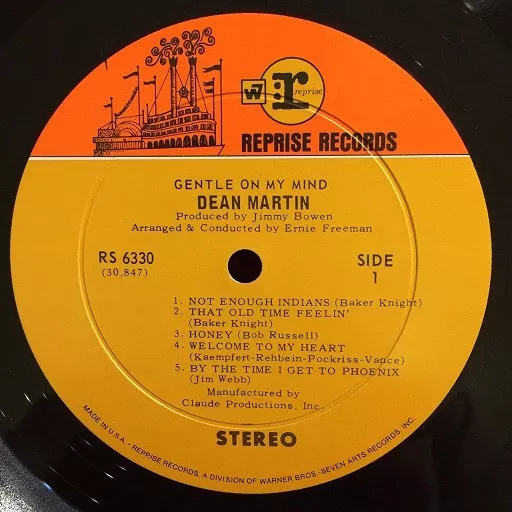 W7
r
reprise
REPRISE RECORDS
GENTLE ON MY MIND
DEAN MARTIN
Produced by Jimmy Bowen
Arranged & Conducted by Ernie Freeman
RS 6330
(30,847)
SIDE
1
1. NOT ENOUGH INDIANS (Baker Knight)
2. THAT OLD TIME FEELIN'
(Baker Knight)
3. HONEY (Bob Russell)
4. WELCOME TO MY HEART
(Kaempfert-Rehbein-Pockriss-Vance)
5. BY THE TIME I GET TO PHOENIX
(Jim Webb)
Manufactured by
Claude Productions, Inc.
STEREO
MADE IN U.S.A. - REPRISE RECORDS, A DIVISION OF WARNER BROS.-SEVEN ARTS RECORDS, INC.